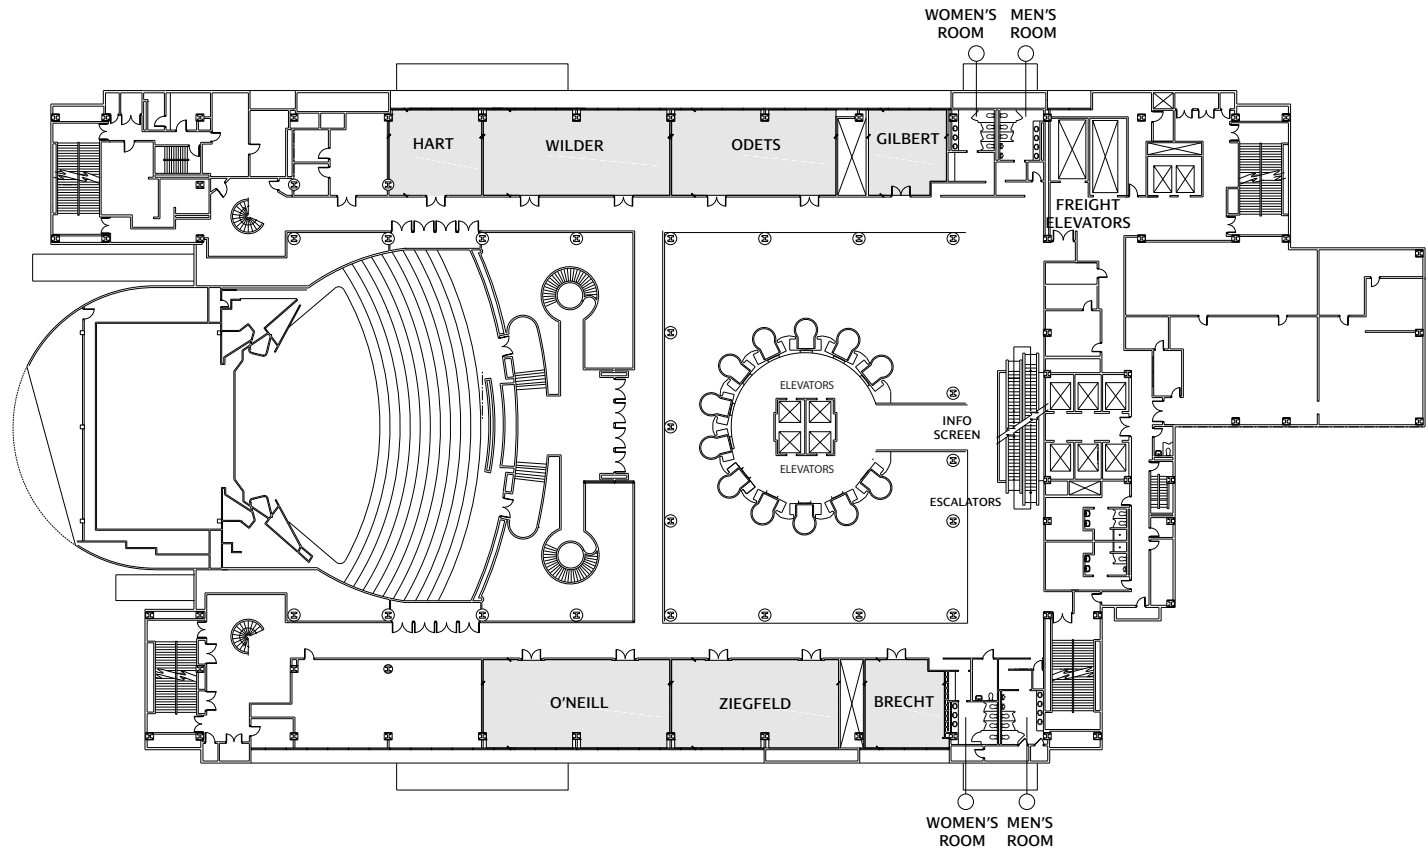 WOMEN'S
ROOM
MEN'S
ROOM
HART
WILDER
ODETS
GILBERT
FREIGHT
ELEVATORS
ELEVATORS
INFO
SCREEN
ELEVATORS
ESCALATORS
O'NEILL
ZIEGFELD
BRECHT
WOMEN'S
ROOM
MEN'S
ROOM